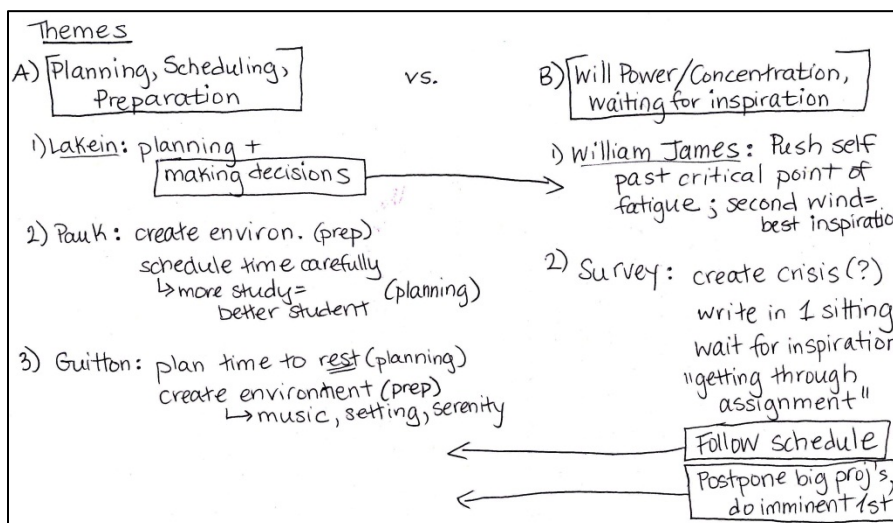 Themes
A) Planning, Scheduling, Preparation
vs.
B) Will Power/Concentration, waiting for inspiration
1) Lakein: planning +
making decisions
2) Pauk: create environ. (prep)
schedule time carefully
↳ more study =
better student (planning)
3) Guitton: plan time to rest (planning)
create environment (prep)
↳ music, setting, serenity
1) William James: Push self
past critical point of
fatigue; second wind=
best inspiratio
2) Survey: create crisis (?)
write in 1 sitting
wait for inspiration
"getting through
assignment"
Follow schedule
Postpone big proj's,
do imminent 1st